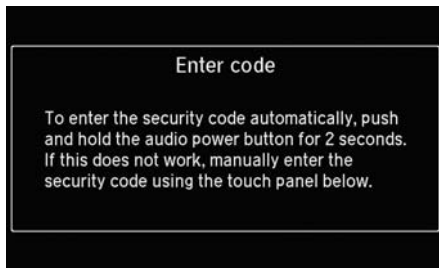 Enter code
To enter the security code automatically, push
and hold the audio power button for 2 seconds.
If this does not work, manually enter the
security code using the touch panel below.